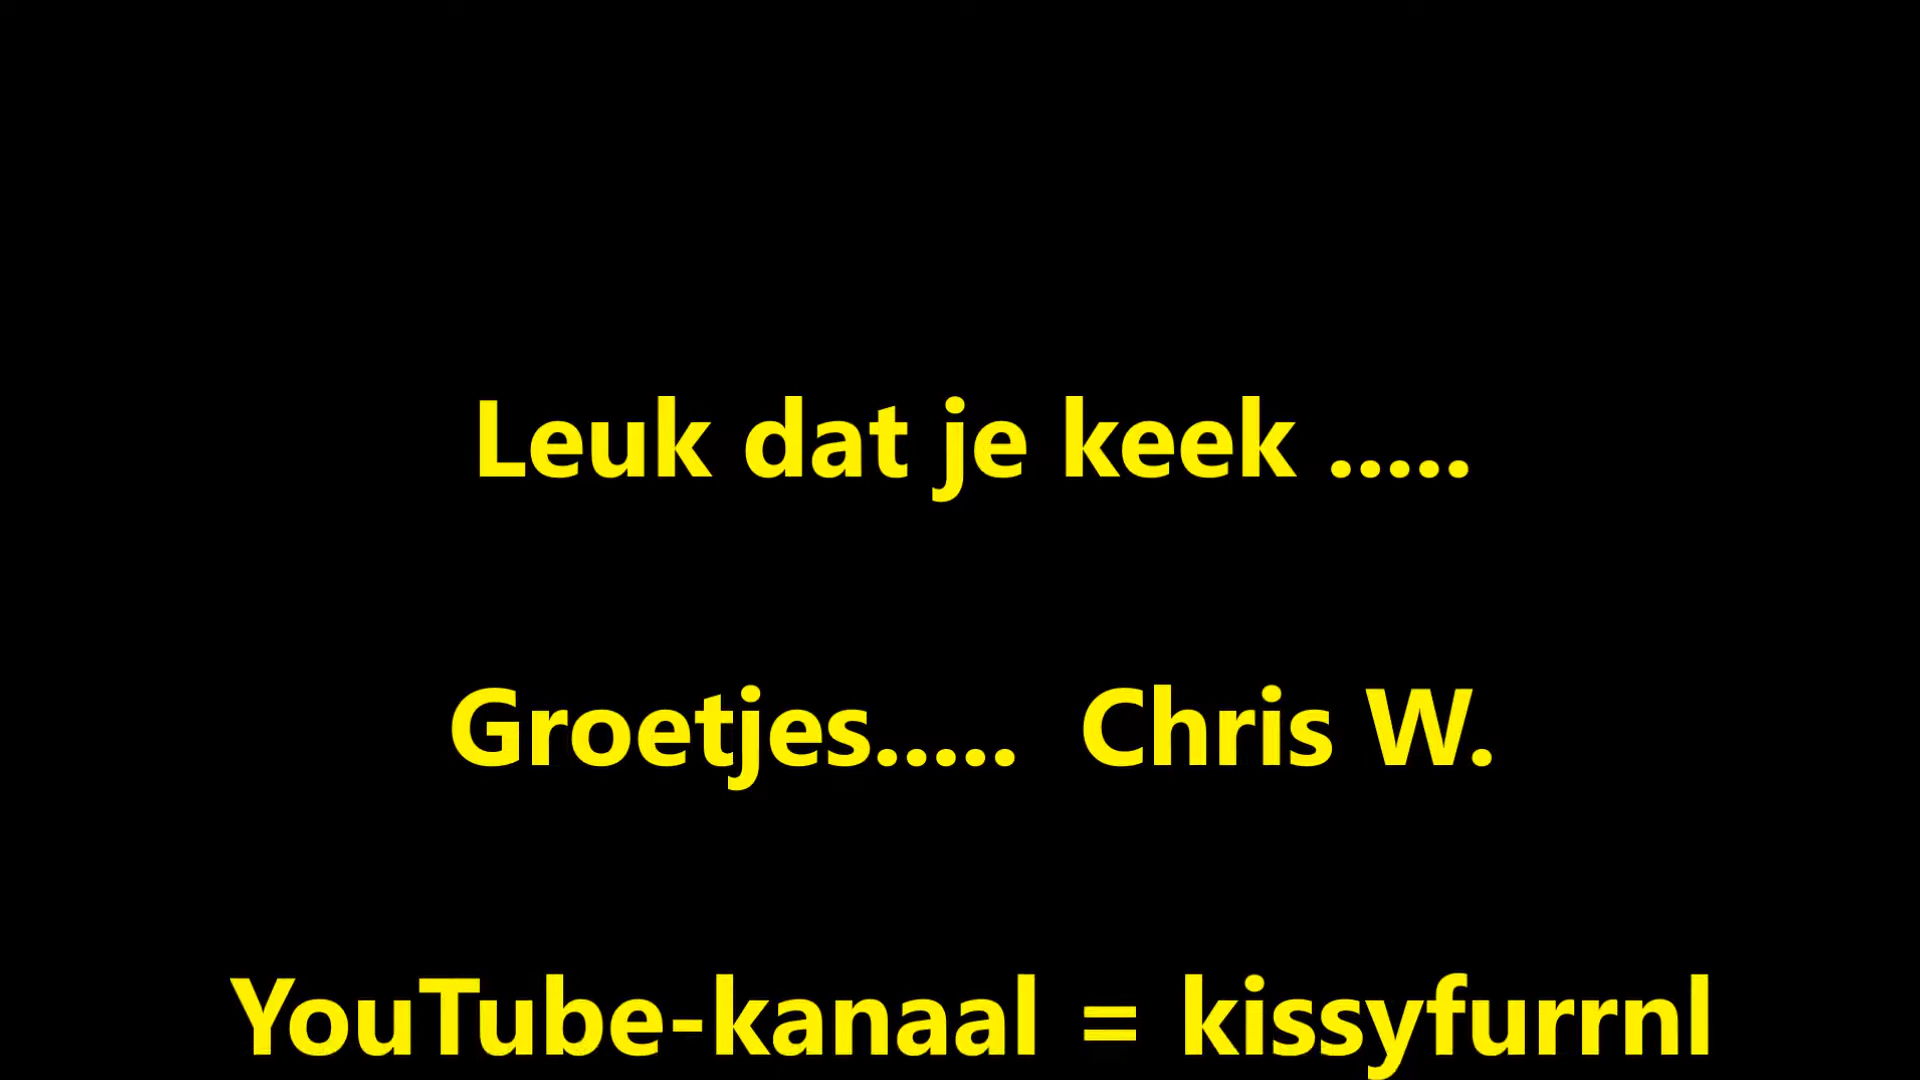 Leuk dat je keek .....
Groetjes.....  Chris W.
YouTube-kanaal = kissyfurrnl